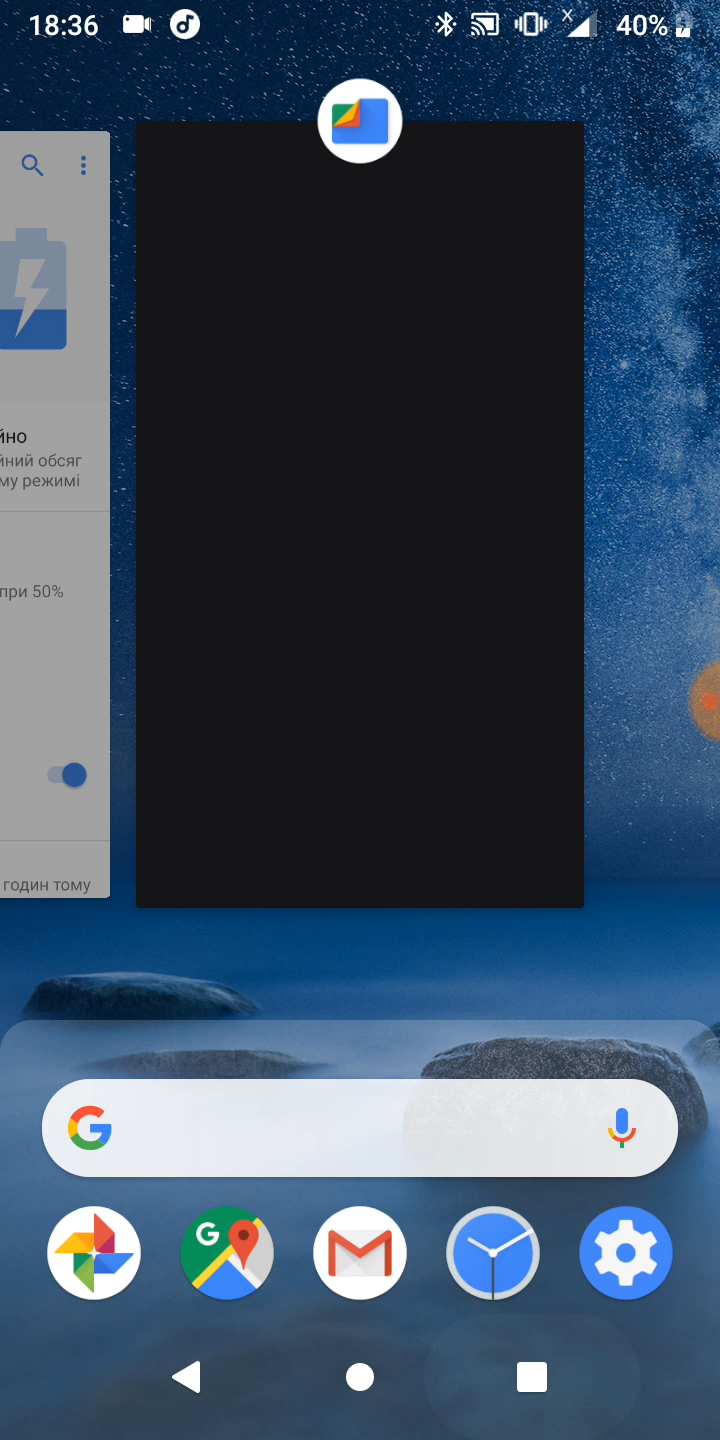 18:36
40%
йно
йний обсяг
му режимі
при 50%
годин тому